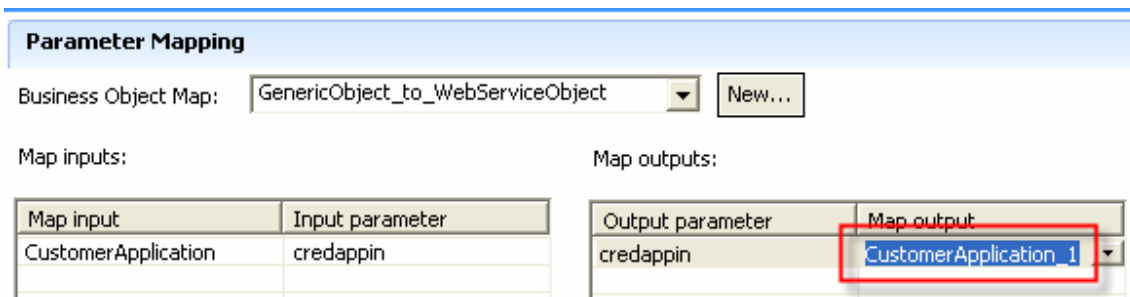 Parameter Mapping
Business Object Map: GenericObject_to_WebServiceObject New...
Map inputs: Map outputs:
Map input Input parameter Output parameter Map output
CustomerApplication credappin credappin CustomerApplication_1